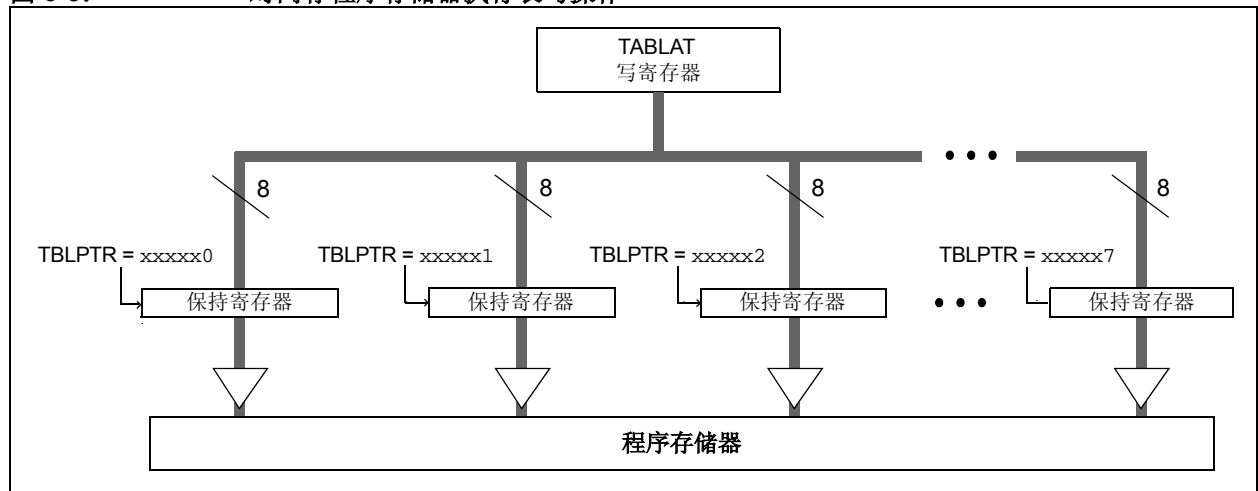 TABLAT
写寄存器
8 8 8 8
TBLPTR = xxxxx0 TBLPTR = xxxxx1 TBLPTR = xxxxx2 TBLPTR = xxxxx7
保持寄存器 保持寄存器 保持寄存器 保持寄存器
程序存储器